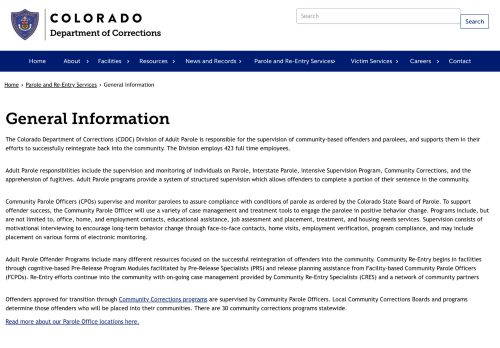 COLORADO
Department of Corrections
Search
Search
Home About › Facilities › Resources › News and Records › Parole and Re-Entry Services› Victim Services › Careers › Contact
Home › Parole and Re-Entry Services › General Information
General Information
The Colorado Department of Corrections (CDOC) Division of Adult Parole is responsible for the supervision of community-based offenders and parolees, and supports them in their
efforts to successfully reintegrate back into the community. The Division employs 423 full time employees.
Adult Parole responsibilities include the supervision and monitoring of individuals on Parole, Interstate Parole, Intensive Supervision Program, Community Corrections, and the
apprehension of fugitives. Adult Parole programs provide a system of structured supervision which allows offenders to complete a portion of their sentence in the community.
Community Parole Officers (CPOs) supervise and monitor parolees to assure compliance with conditions of parole as ordered by the Colorado State Board of Parole. To support
offender success, the Community Parole Officer will use a variety of case management and treatment tools to engage the parolee in positive behavior change. Programs include, but
are not limited to, office, home, and employment contacts, educational assistance, job assessment and placement, treatment, and housing needs services. Supervision consists of
motivational interviewing to encourage long-term behavior change through face-to-face contacts, home visits, employment verification, program compliance, and may include
placement on various forms of electronic monitoring.
Adult Parole Offender Programs include many different resources focused on the successful reintegration of offenders into the community. Community Re-Entry begins in facilities
through cognitive-based Pre-Release Program Modules facilitated by Pre-Release Specialists (PRS) and release planning assistance from Facility-based Community Parole Officers
(FCPOs). Re-Entry efforts continue into the community with on-going case management provided by Community Re-Entry Specialists (CRES) and a network of community partners
Offenders approved for transition through Community Corrections programs are supervised by Community Parole Officers. Local Community Corrections Boards and programs
determine those offenders who will be placed into their communities. There are 30 community corrections programs statewide.
Read more about our Parole Office locations here.